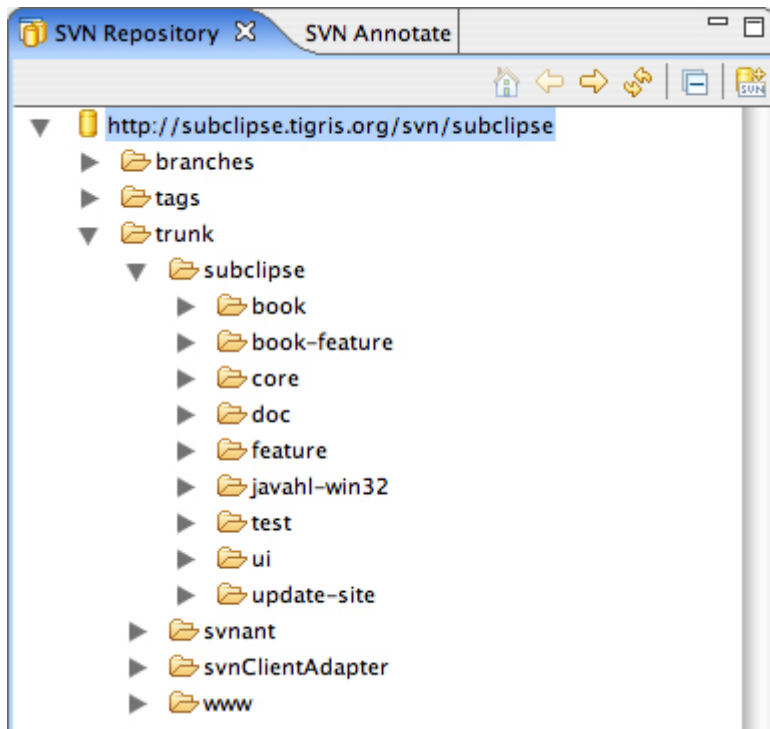 SVN Repository SVN Annotate
SVN
http://subclipse.tigris.org/svn/subclipse
branches
tags
trunk
subclipse
book
book-feature
core
doc
feature
javahl-win32
test
ui
update-site
svnant
svnClientAdapter
www